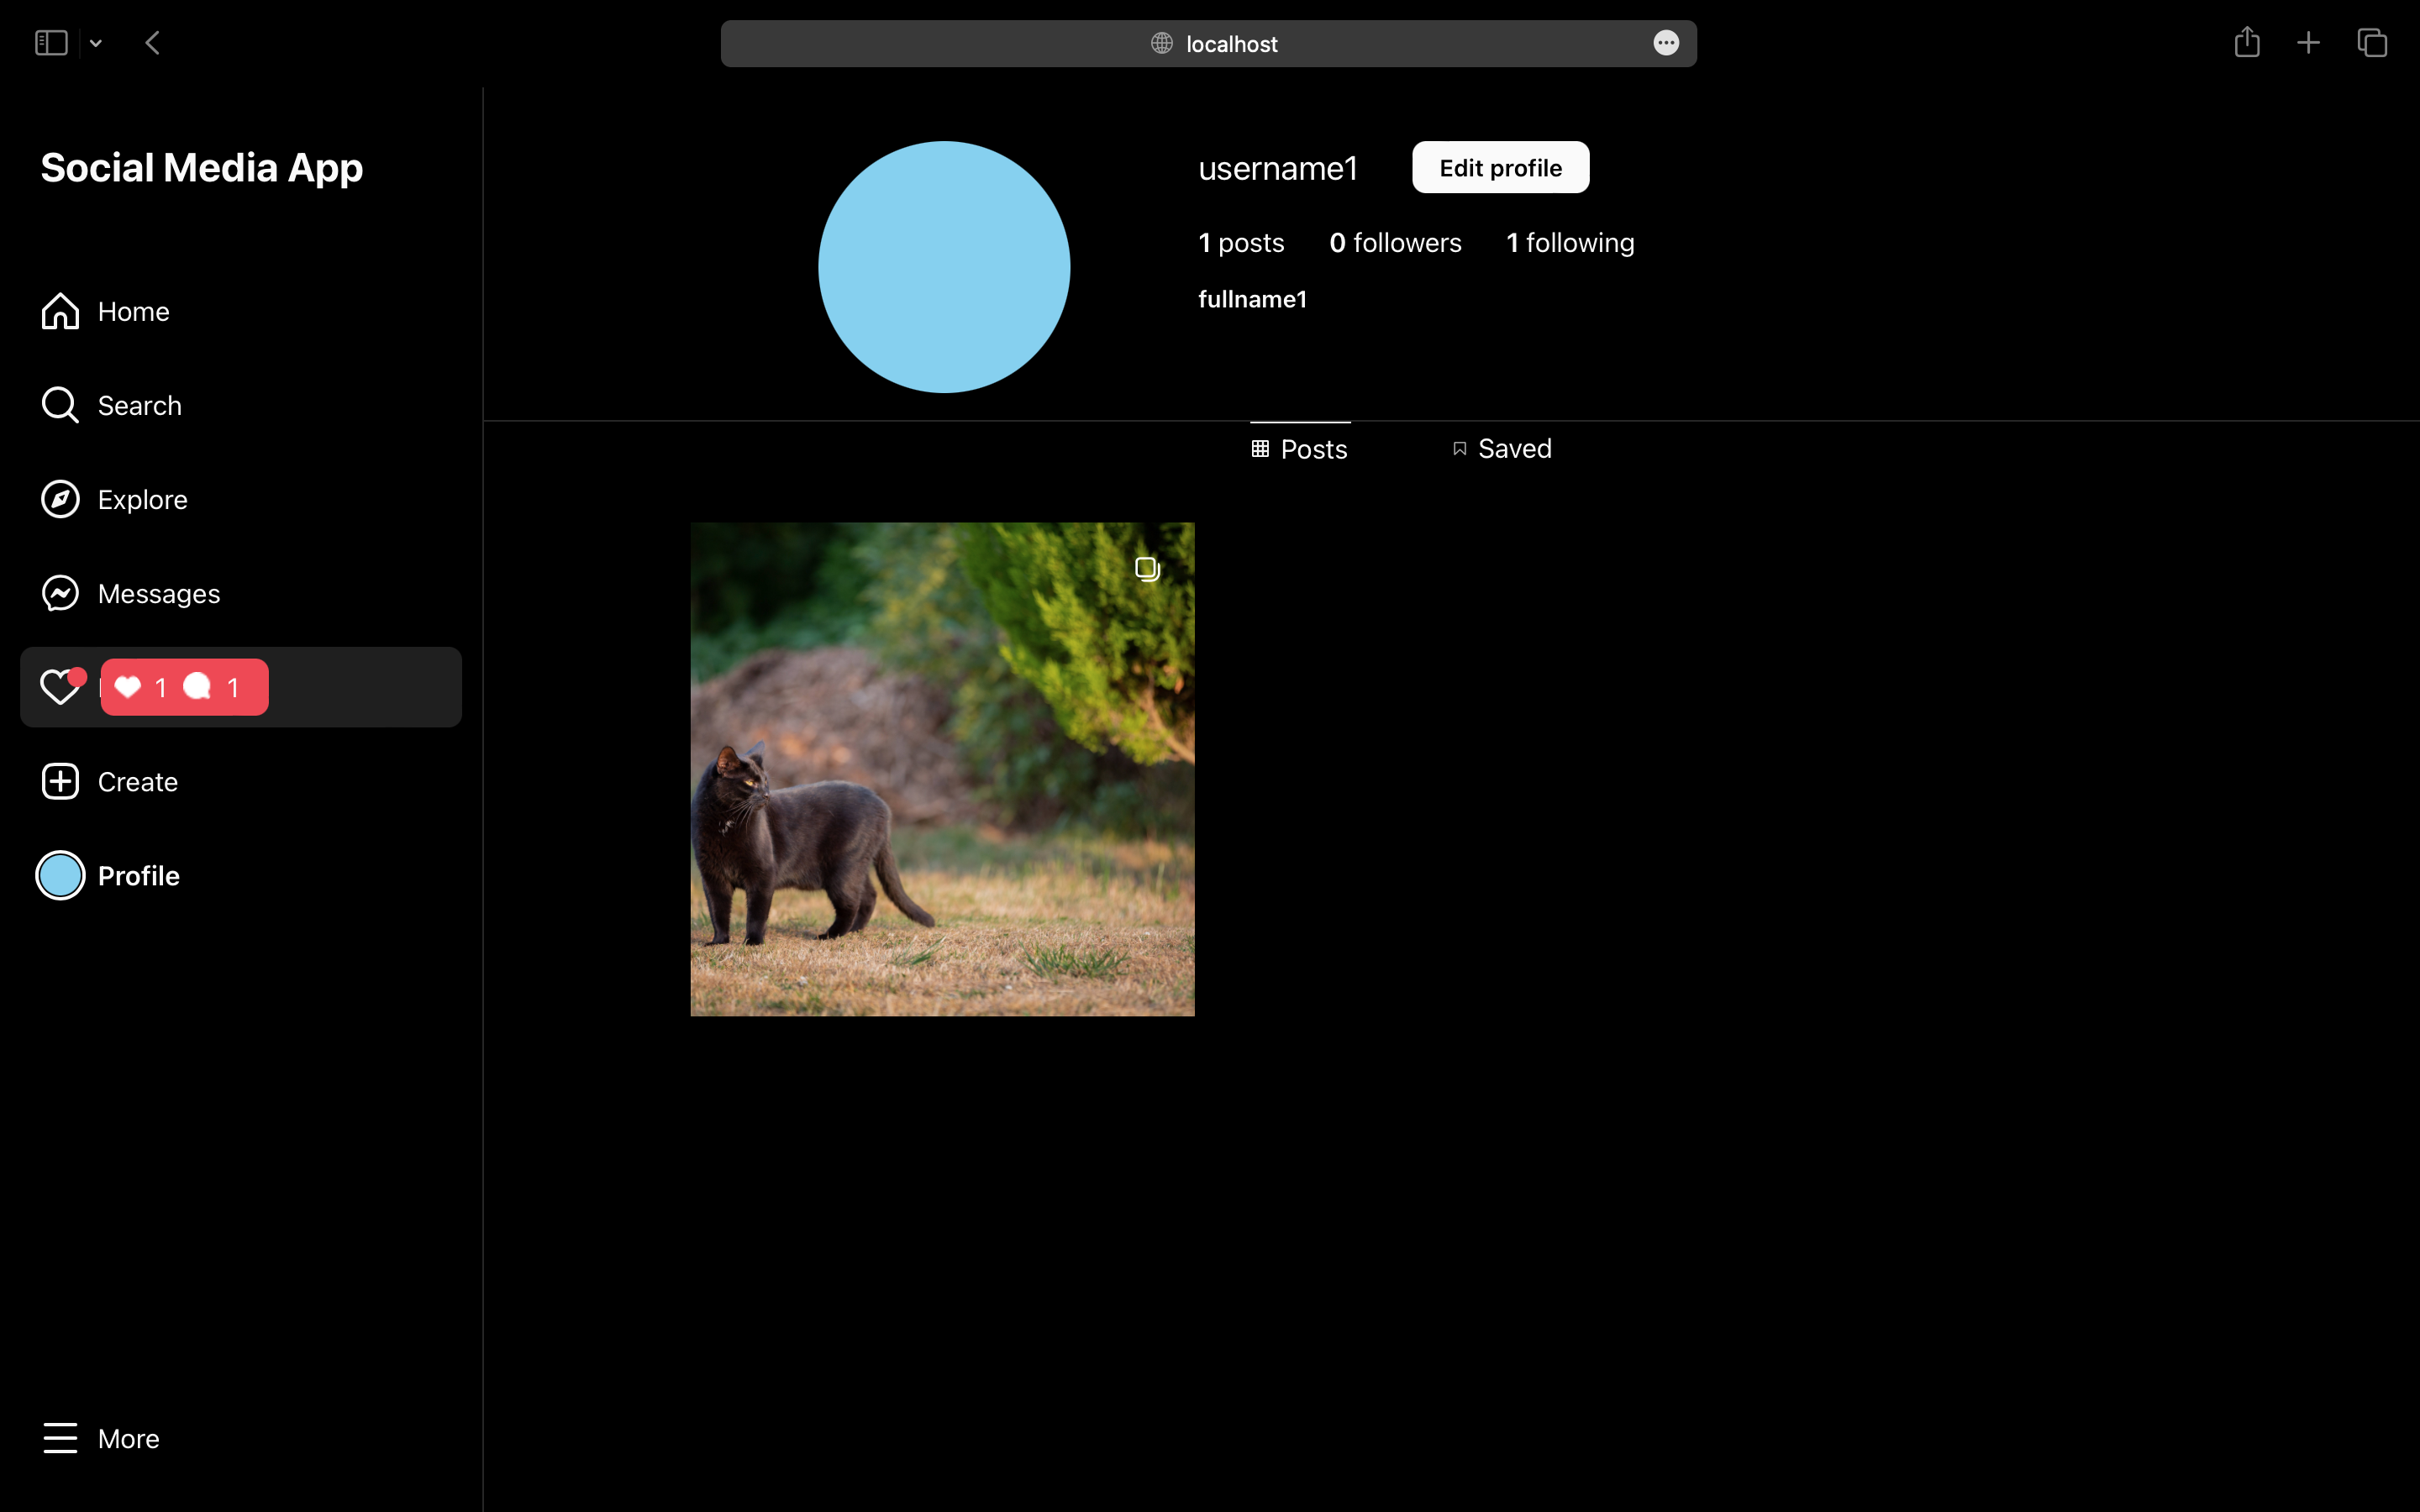 localhost
Social Media App
Home
Search
Explore
Messages
1 1
Create
Profile
More
username1 Edit profile
1 posts 0 followers 1 following
fullname1
Posts Saved